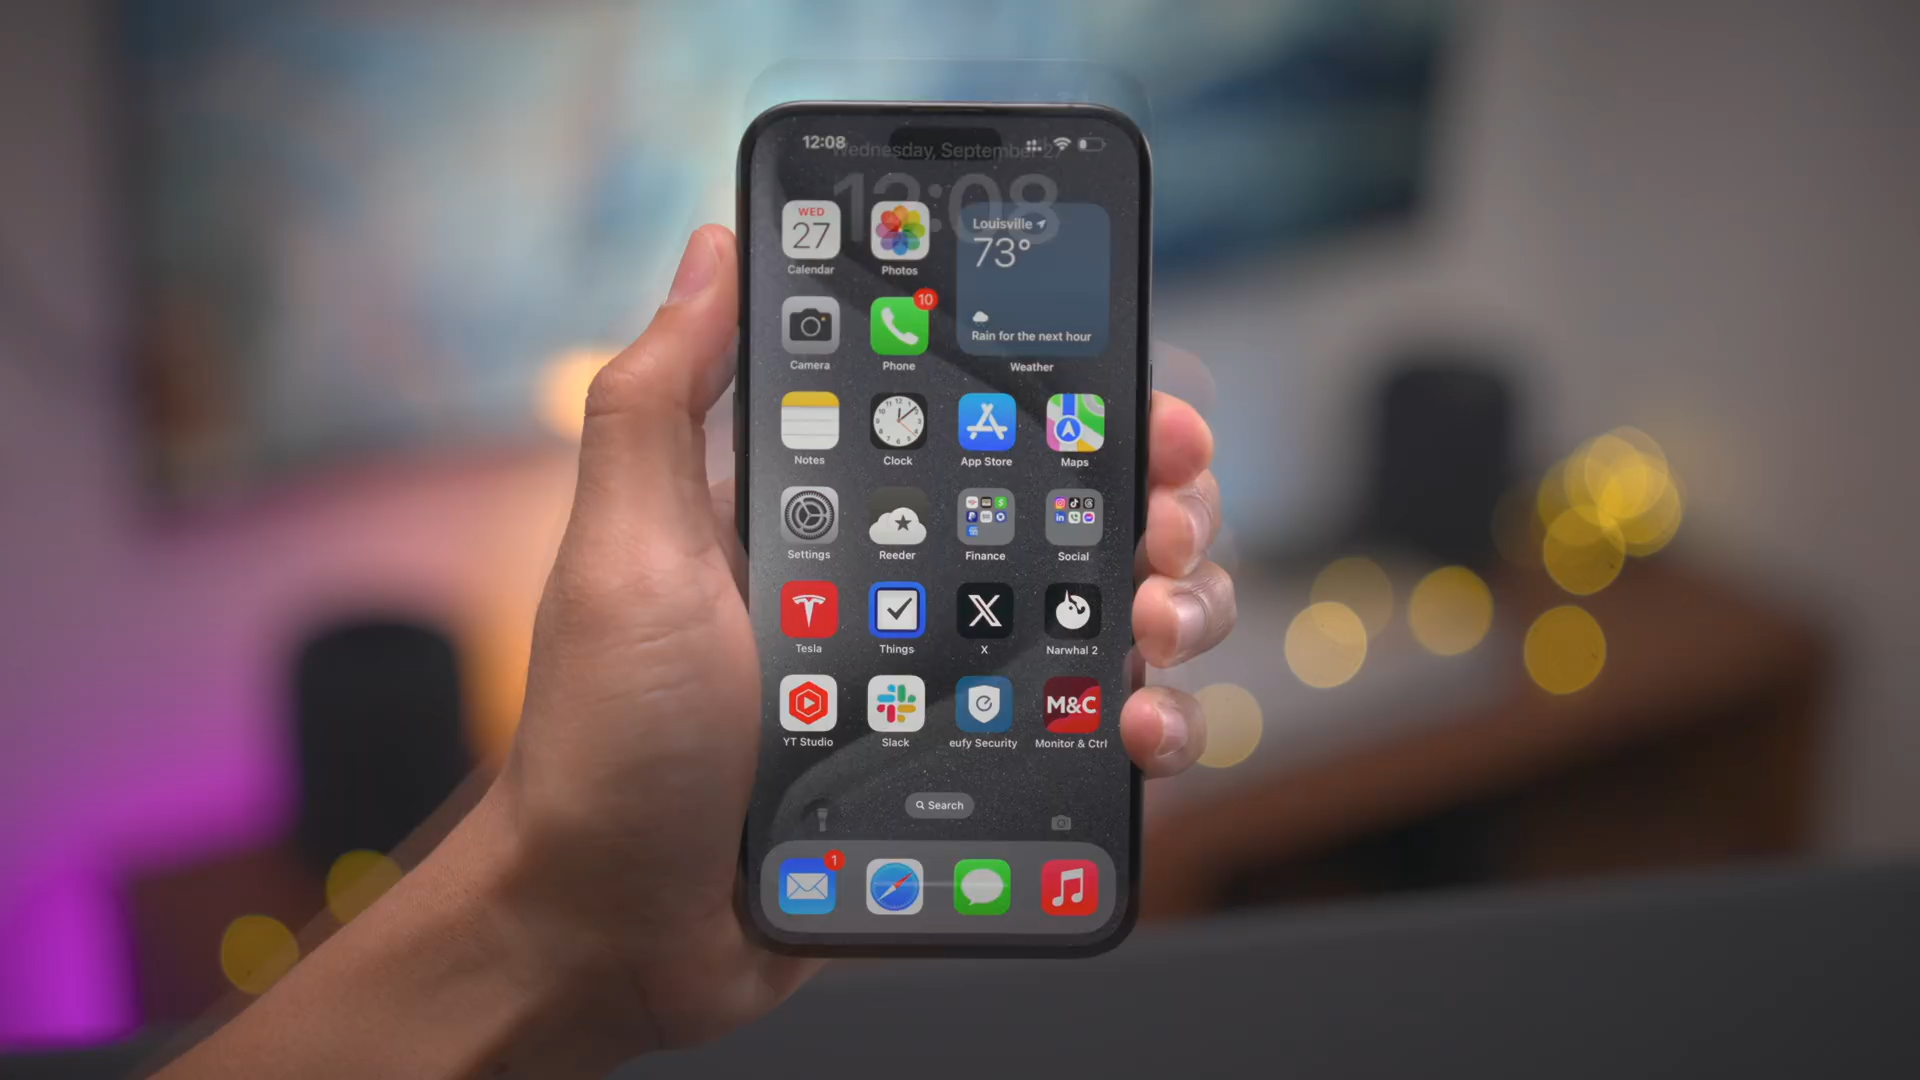 12:08
Wednesday, September 27
12:08
WED
27
Calendar
Photos
Louisville
73°
Rain for the next hour
Weather
Camera
10
Phone
Notes
Clock
App Store
Maps
Settings
Reeder
Finance
Social
Tesla
Things
X
Narwhal 2
M&C
YT Studio
Slack
eufy Security
Monitor & Ctrl
Search
1